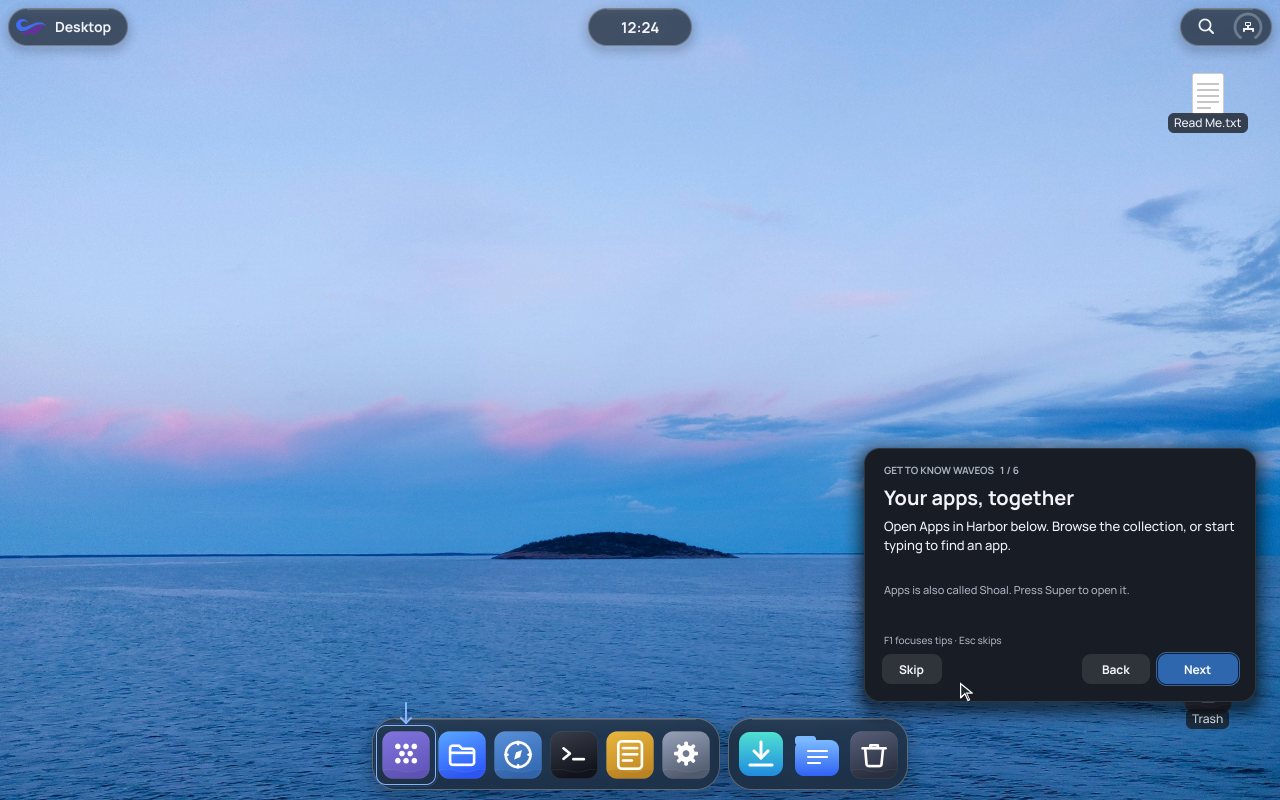 Desktop
12:24
Read Me.txt
GET TO KNOW WAVEOS 1 / 6
Your apps, together
Open Apps in Harbor below. Browse the collection, or start
typing to find an app.
Apps is also called Shoal. Press Super to open it.
F1 focuses tips · Esc skips
Skip
Back
Next
Trash